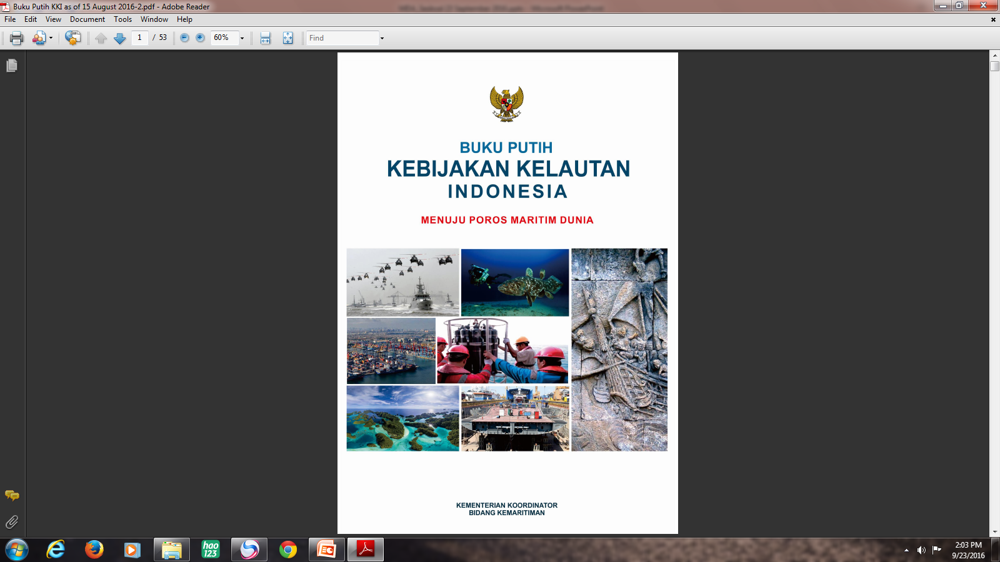 Buku Putih KKI as of 15 August 2016-2.pdf - Adobe Reader
File Edit View Document Tools Window Help
1 / 53 60% Find
BUKU PUTIH
KEBIJAKAN KELAUTAN
INDONESIA
MENUJU POROS MARITIM DUNIA
KEMENTERIAN KOORDINATOR
BIDANG KEMARITIMAN
hao
123
2:03 PM
9/23/2016